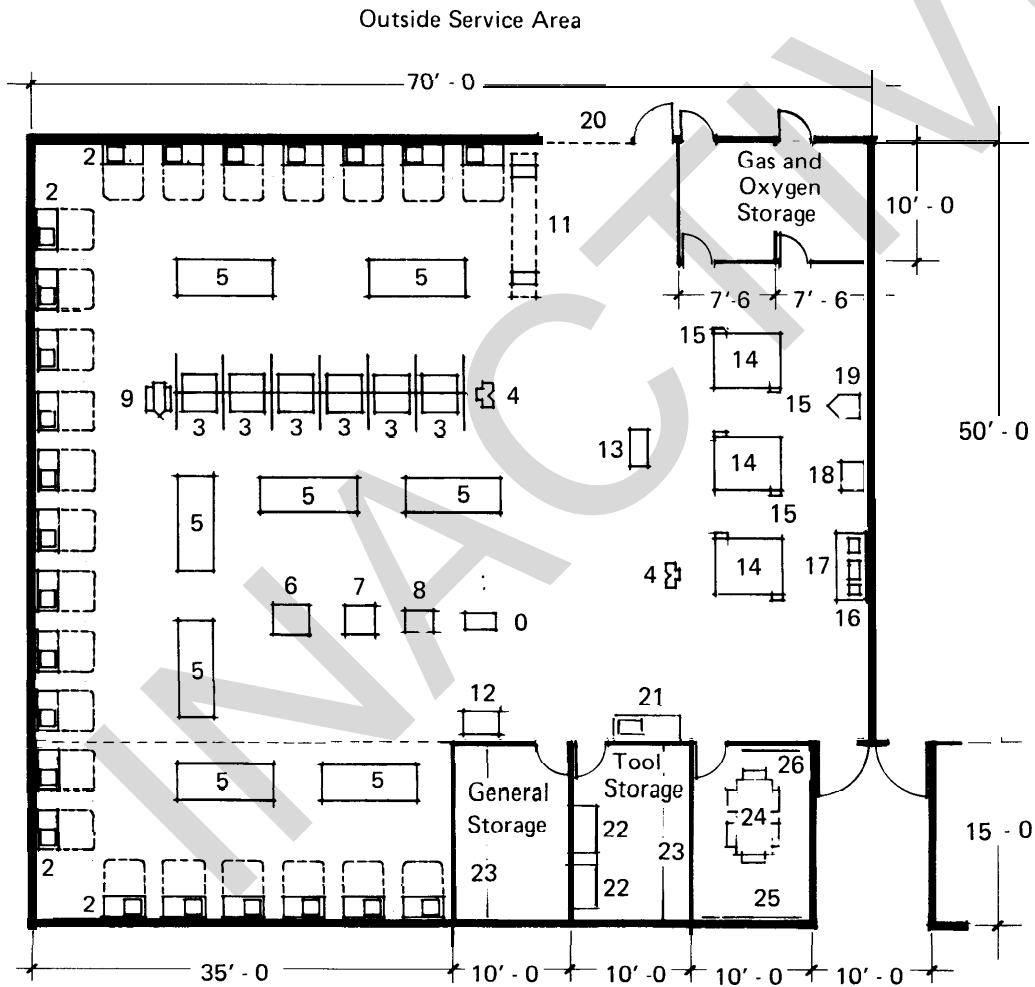 Outside Service Area
70' - 0
20
2
2
Gas and
Oxygen
Storage
10' - 0
11
5
5
7'-6
7' - 6
15
14
19
9
4
15
3
3
3
3
3
3
50' - 0
13
14
18
5
5
5
15
4
14
17
6
7
8
0
16
5
12
21
5
5
General
Storage
Tool
Storage
26
24
22
23
23
22
15 - 0
2
2
25
35' - 0
10' - 0
10' - 0
10' - 0
10' - 0
INACTIV